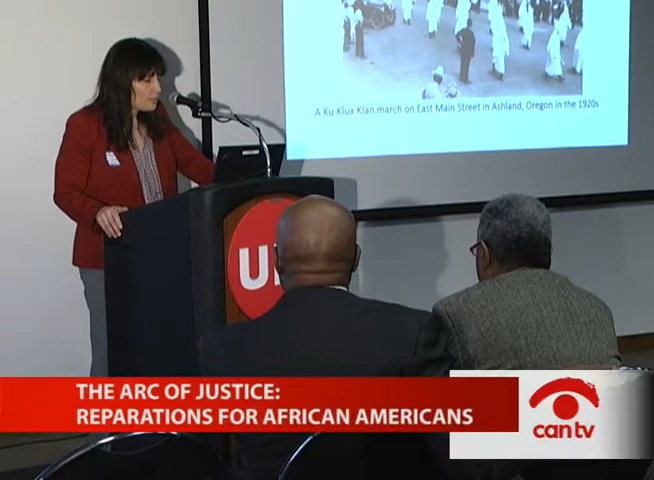 A Ku Klux Klan march on East Main Street in Ashland, Oregon in the 1920s
THE ARC OF JUSTICE:
REPARATIONS FOR AFRICAN AMERICANS
can tv